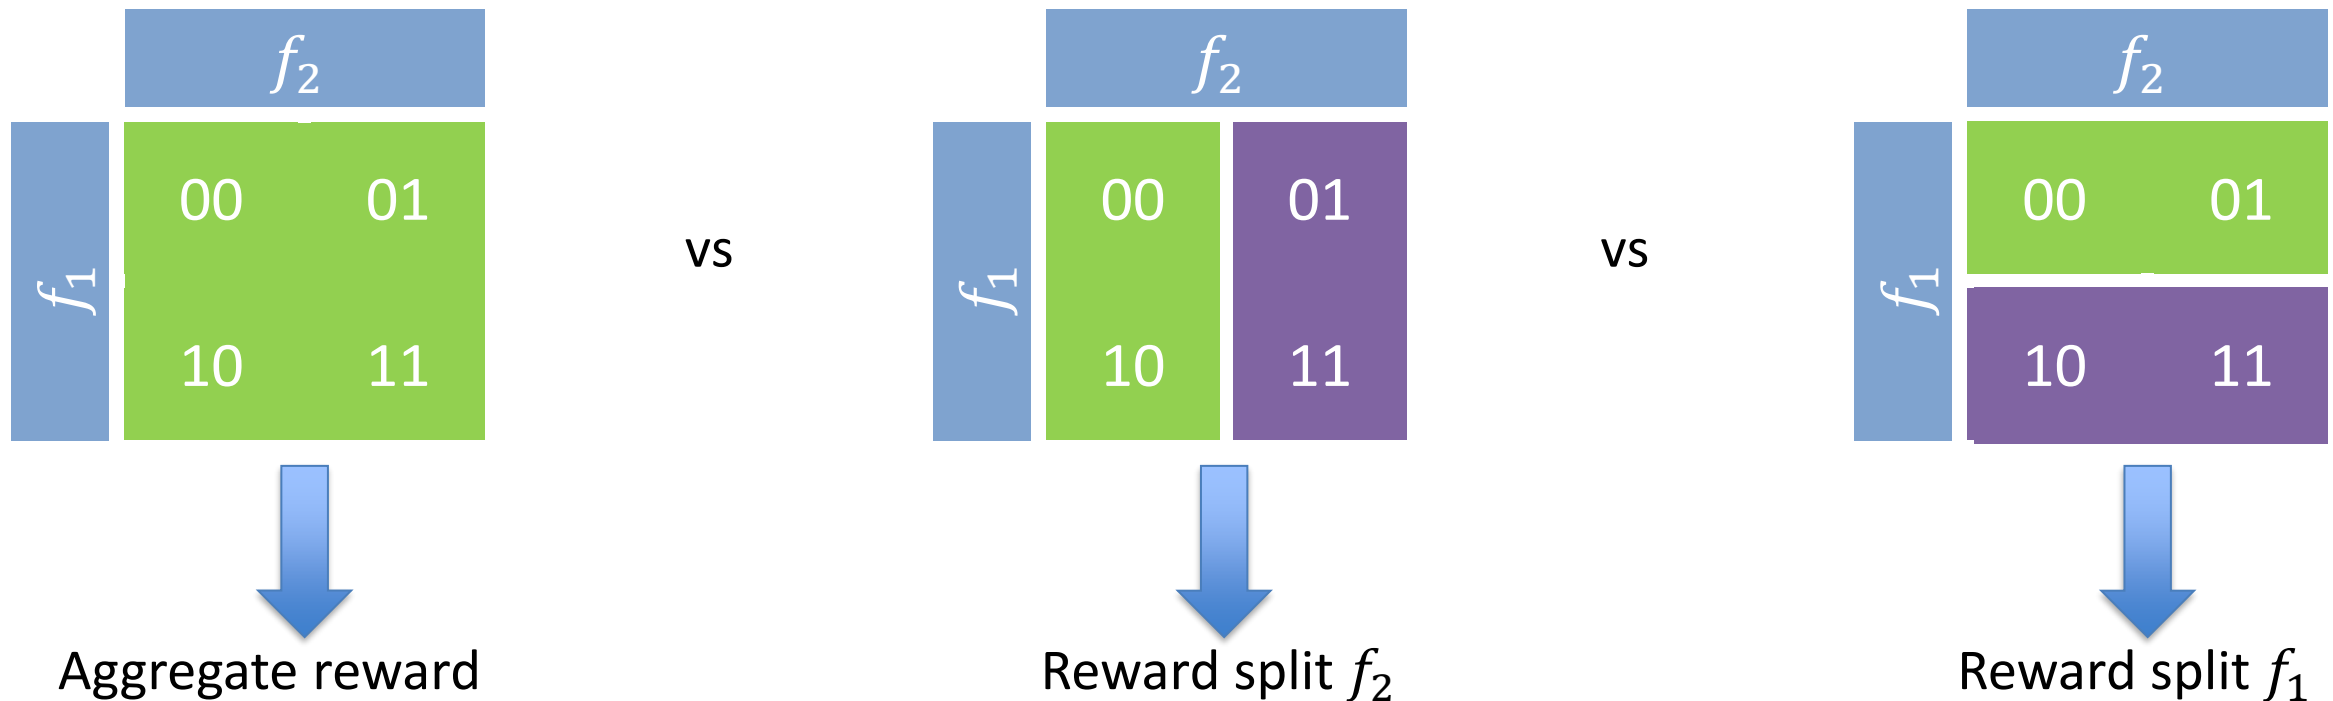 f₂ f₂ f₂
f₁ 00 01 vs f₁ 00 01 vs f₁ 00 01
10 11 10 11 10 11
Aggregate reward Reward split f₂ Reward split f₁